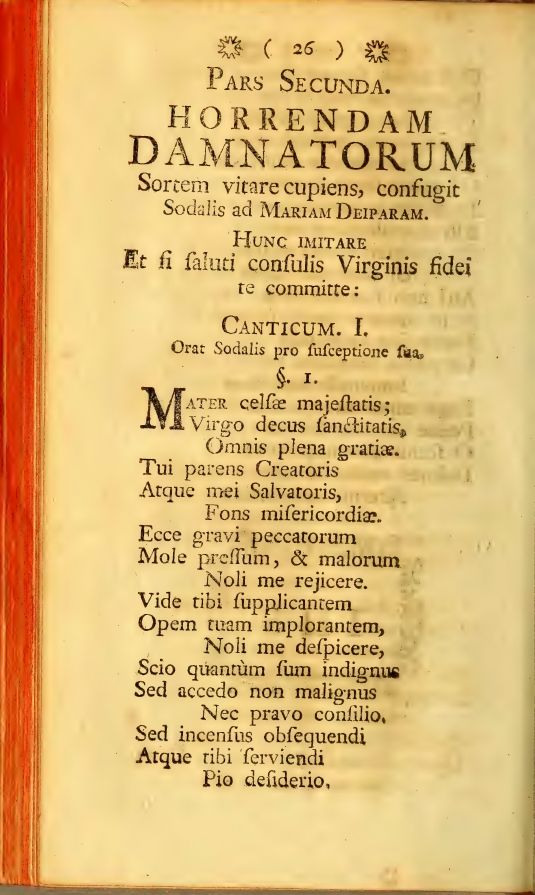 ( 26 )
PARS SECUNDA.
HORRENDAM
DAMNATORUM
Sortem vitare cupiens, confugit
Sodalis ad MARIAM DEIPARAM.
HUNC IMITARE
Et ſi ſaluti conſulis Virginis fidei
te committe:
CANTICUM. I.
Orat Sodalis pro ſuſceptione ſua.
§. I.
MATER celſæ majeſtatis;
Virgo decus ſanctitatis,
Omnis plena gratiæ.
Tui parens Creatoris
Atque mei Salvatoris,
Fons miſericordiæ.
Ecce gravi peccatorum
Mole preſſum, & malorum
Noli me rejicere.
Vide tibi ſupplicantem
Opem tuam implorantem,
Noli me deſpicere,
Scio quantùm ſum indignus
Sed accedo non malignus
Nec pravo conſilio.
Sed incenſus obſequendi
Atque tibi ſerviendi
Pio deſiderio,